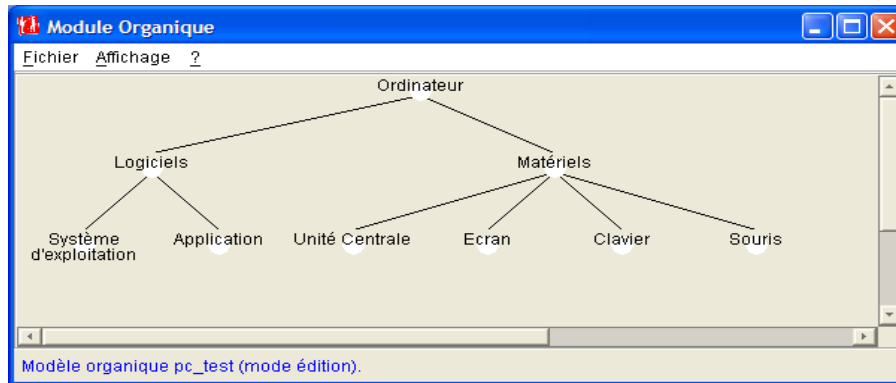 Module Organique
Fichier Affichage ?
Ordinateur
Logiciels Matériels
Système d'exploitation Application Unité Centrale Ecran Clavier Souris
Modèle organique pc_test (mode édition).